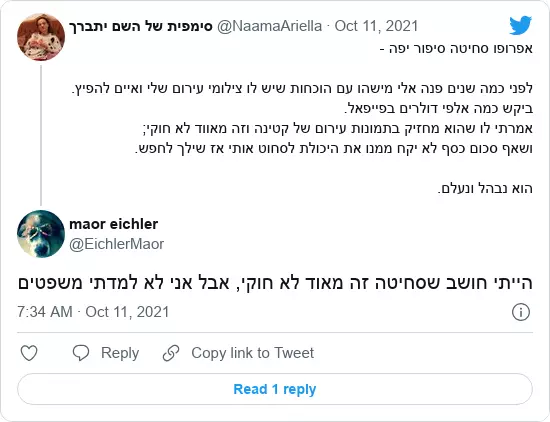 סימפית של השם יתברך @NaamaAriella · Oct 11, 2021
אפרופו סחיטה סיפור יפה -
לפני כמה שנים פנה אלי מישהו עם הוכחות שיש לו צילומי עירום שלי ואיים להפיץ.
ביקש כמה אלפי דולרים בפייפאל.
אמרתי לו שהוא מחזיק בתמונות עירום של קטינה וזה מאווד לא חוקי;
ושאף סכום כסף לא יקח ממנו את היכולת לסחוט אותי אז שילך לחפש.
הוא נבהל ונעלם.
maor eichler
@EichlerMaor
הייתי חושב שסחיטה זה מאוד לא חוקי, אבל אני לא למדתי משפטים
7:34 AM · Oct 11, 2021
Reply
Copy link to Tweet
Read 1 reply